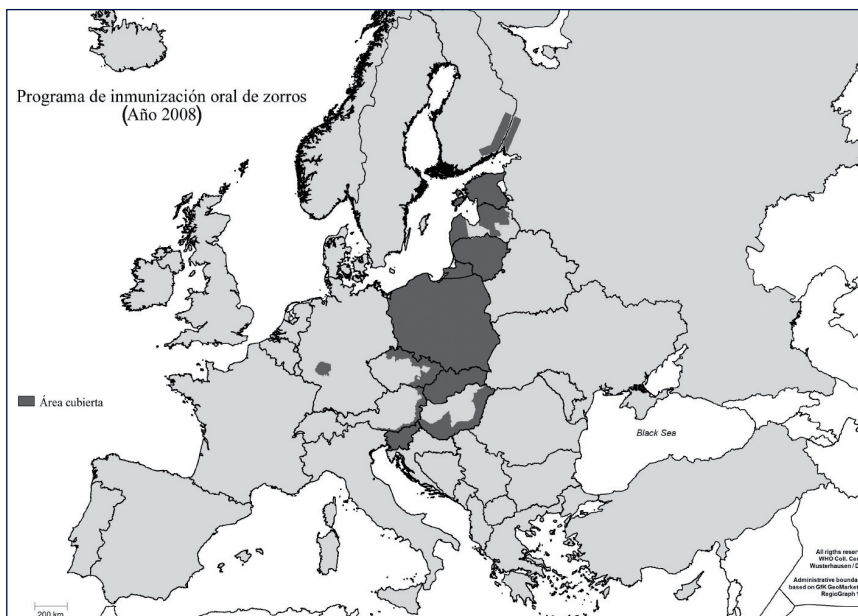 Programa de inmunización oral de zorros
(Año 2008)
Área cubierta
Black Sea
All rigths reser
WHO Coll. Ce
Wusterhausen / D
Administrative bounda
based on GfK GeoMarket
RegioGraph
200 km